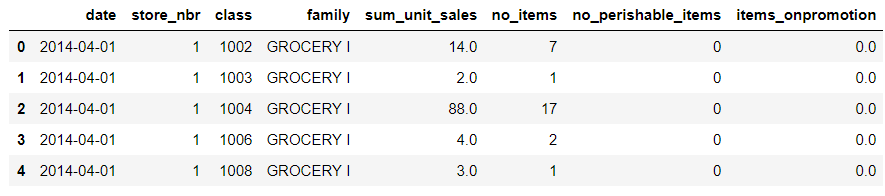 date store_nbr class family sum_unit_sales no_items no_perishable_items items_onpromotion
0 2014-04-01 1 1002 GROCERY I 14.0 7 0 0.0
1 2014-04-01 1 1003 GROCERY I 2.0 1 0 0.0
2 2014-04-01 1 1004 GROCERY I 88.0 17 0 0.0
3 2014-04-01 1 1006 GROCERY I 4.0 2 0 0.0
4 2014-04-01 1 1008 GROCERY I 3.0 1 0 0.0